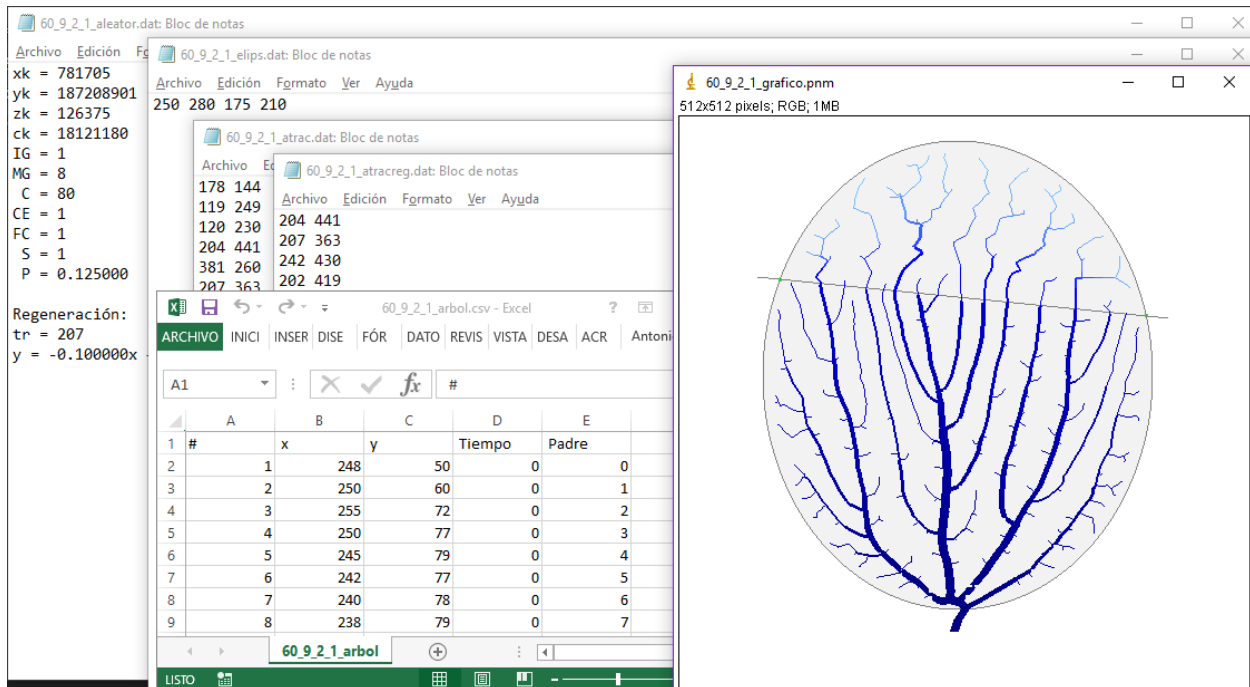 60_9_2_1_aleator.dat: Bloc de notas
Archivo Edición
xk = 781705
yk = 187208901
zk = 126375
ck = 18121180
IG = 1
MG = 8
C = 80
CE = 1
FC = 1
S = 1
P = 0.125000
Regeneración:
tr = 207
y = -0.100000x
60_9_2_1_elips.dat: Bloc de notas
Archivo Edición Formato Ver Ayuda
250 280 175 210
60_9_2_1_atrac.dat: Bloc de notas
Archivo
178 144
119 249
120 230
204 441
381 260
207 363
60_9_2_1_atracreg.dat: Bloc de notas
Archivo Edición Formato Ver Ayuda
204 441
207 363
242 430
202 419
60_9_2_1_arbol.csv - Excel
ARCHIVO INICI INSER DISE FÓR DATO REVIS VISTA DESA ACR Antoni
A1 fx #
A B C D E
1 # x y Tiempo Padre
2 1 248 50 0 0
3 2 250 60 0 1
4 3 255 72 0 2
5 4 250 77 0 3
6 5 245 79 0 4
7 6 242 77 0 5
8 7 240 78 0 6
9 8 238 79 0 7
60_9_2_1_arbol
LISTO
60_9_2_1_grafico.pnm
512x512 pixels; RGB; 1MB